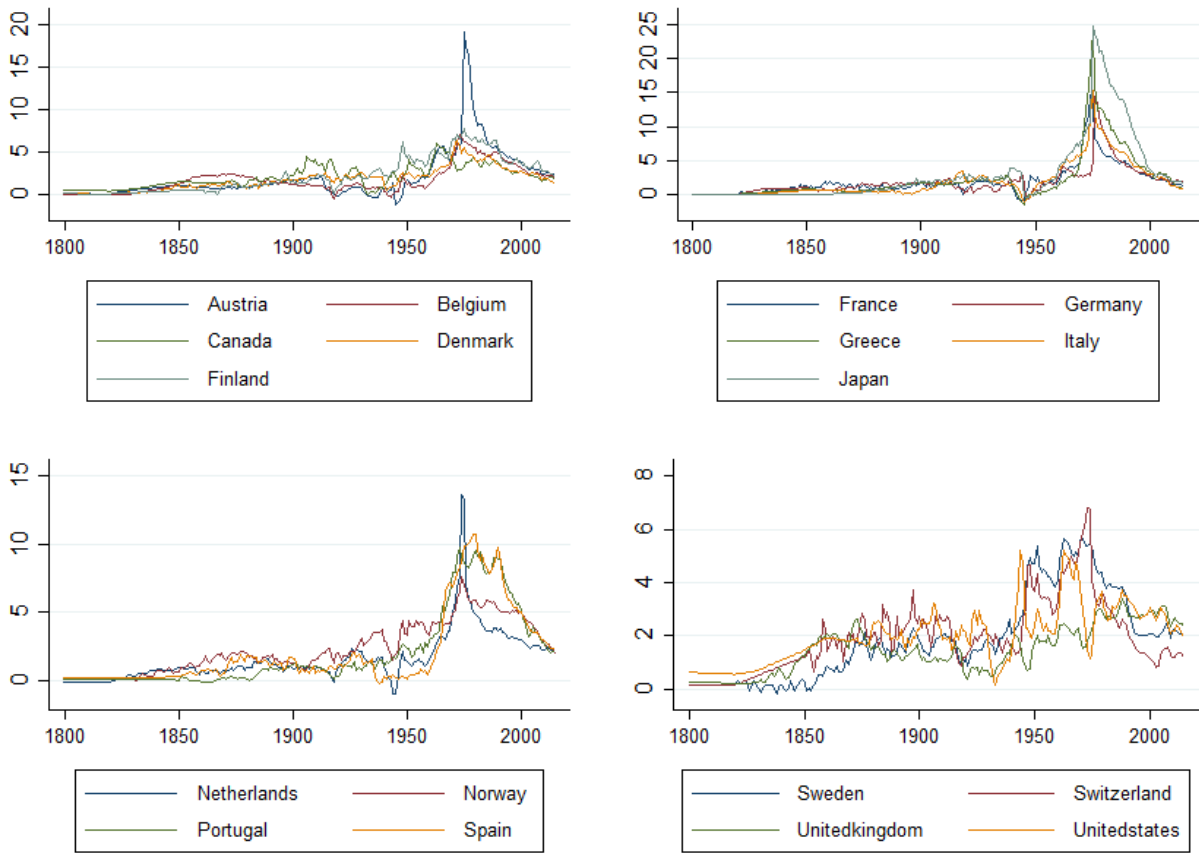 20
15
10
5
0
1800 1850 1900 1950 2000
Austria Belgium
Canada Denmark
Finland
25
20
15
10
5
0
1800 1850 1900 1950 2000
France Germany
Greece Italy
Japan
15
10
5
0
1800 1850 1900 1950 2000
Netherlands Norway
Portugal Spain
8
6
4
2
0
1800 1850 1900 1950 2000
Sweden Switzerland
Unitedkingdom Unitedstates